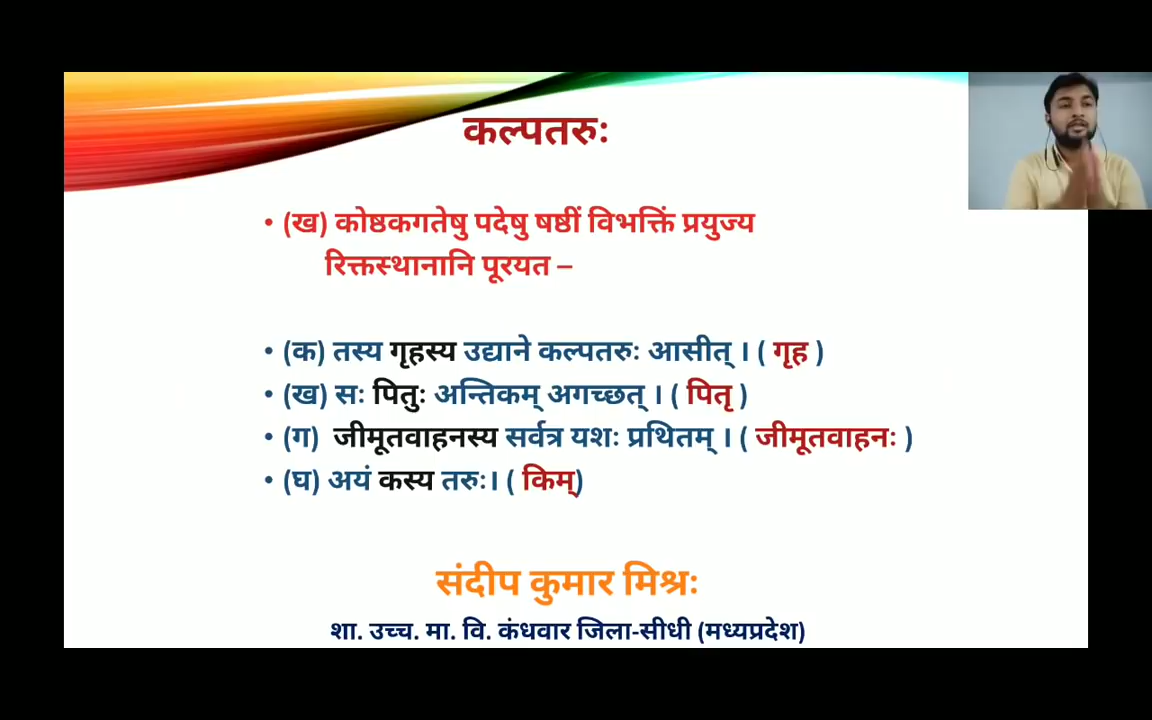 कल्पतरुः
• (ख) कोष्ठकगतेषु पदेषु षष्ठीं विभक्तिं प्रयुज्य
रिक्तस्थानानि पूरयत –
• (क) तस्य गृहस्य उद्याने कल्पतरुः आसीत् । ( गृह )
• (ख) सः पितुः अन्तिकम् अगच्छत् । ( पितृ )
• (ग) जीमूतवाहनस्य सर्वत्र यशः प्रथितम् । ( जीमूतवाहनः )
• (घ) अयं कस्य तरुः। ( किम्)
संदीप कुमार मिश्रः
शा. उच्च. मा. वि. कंधवार जिला-सीधी (मध्यप्रदेश)